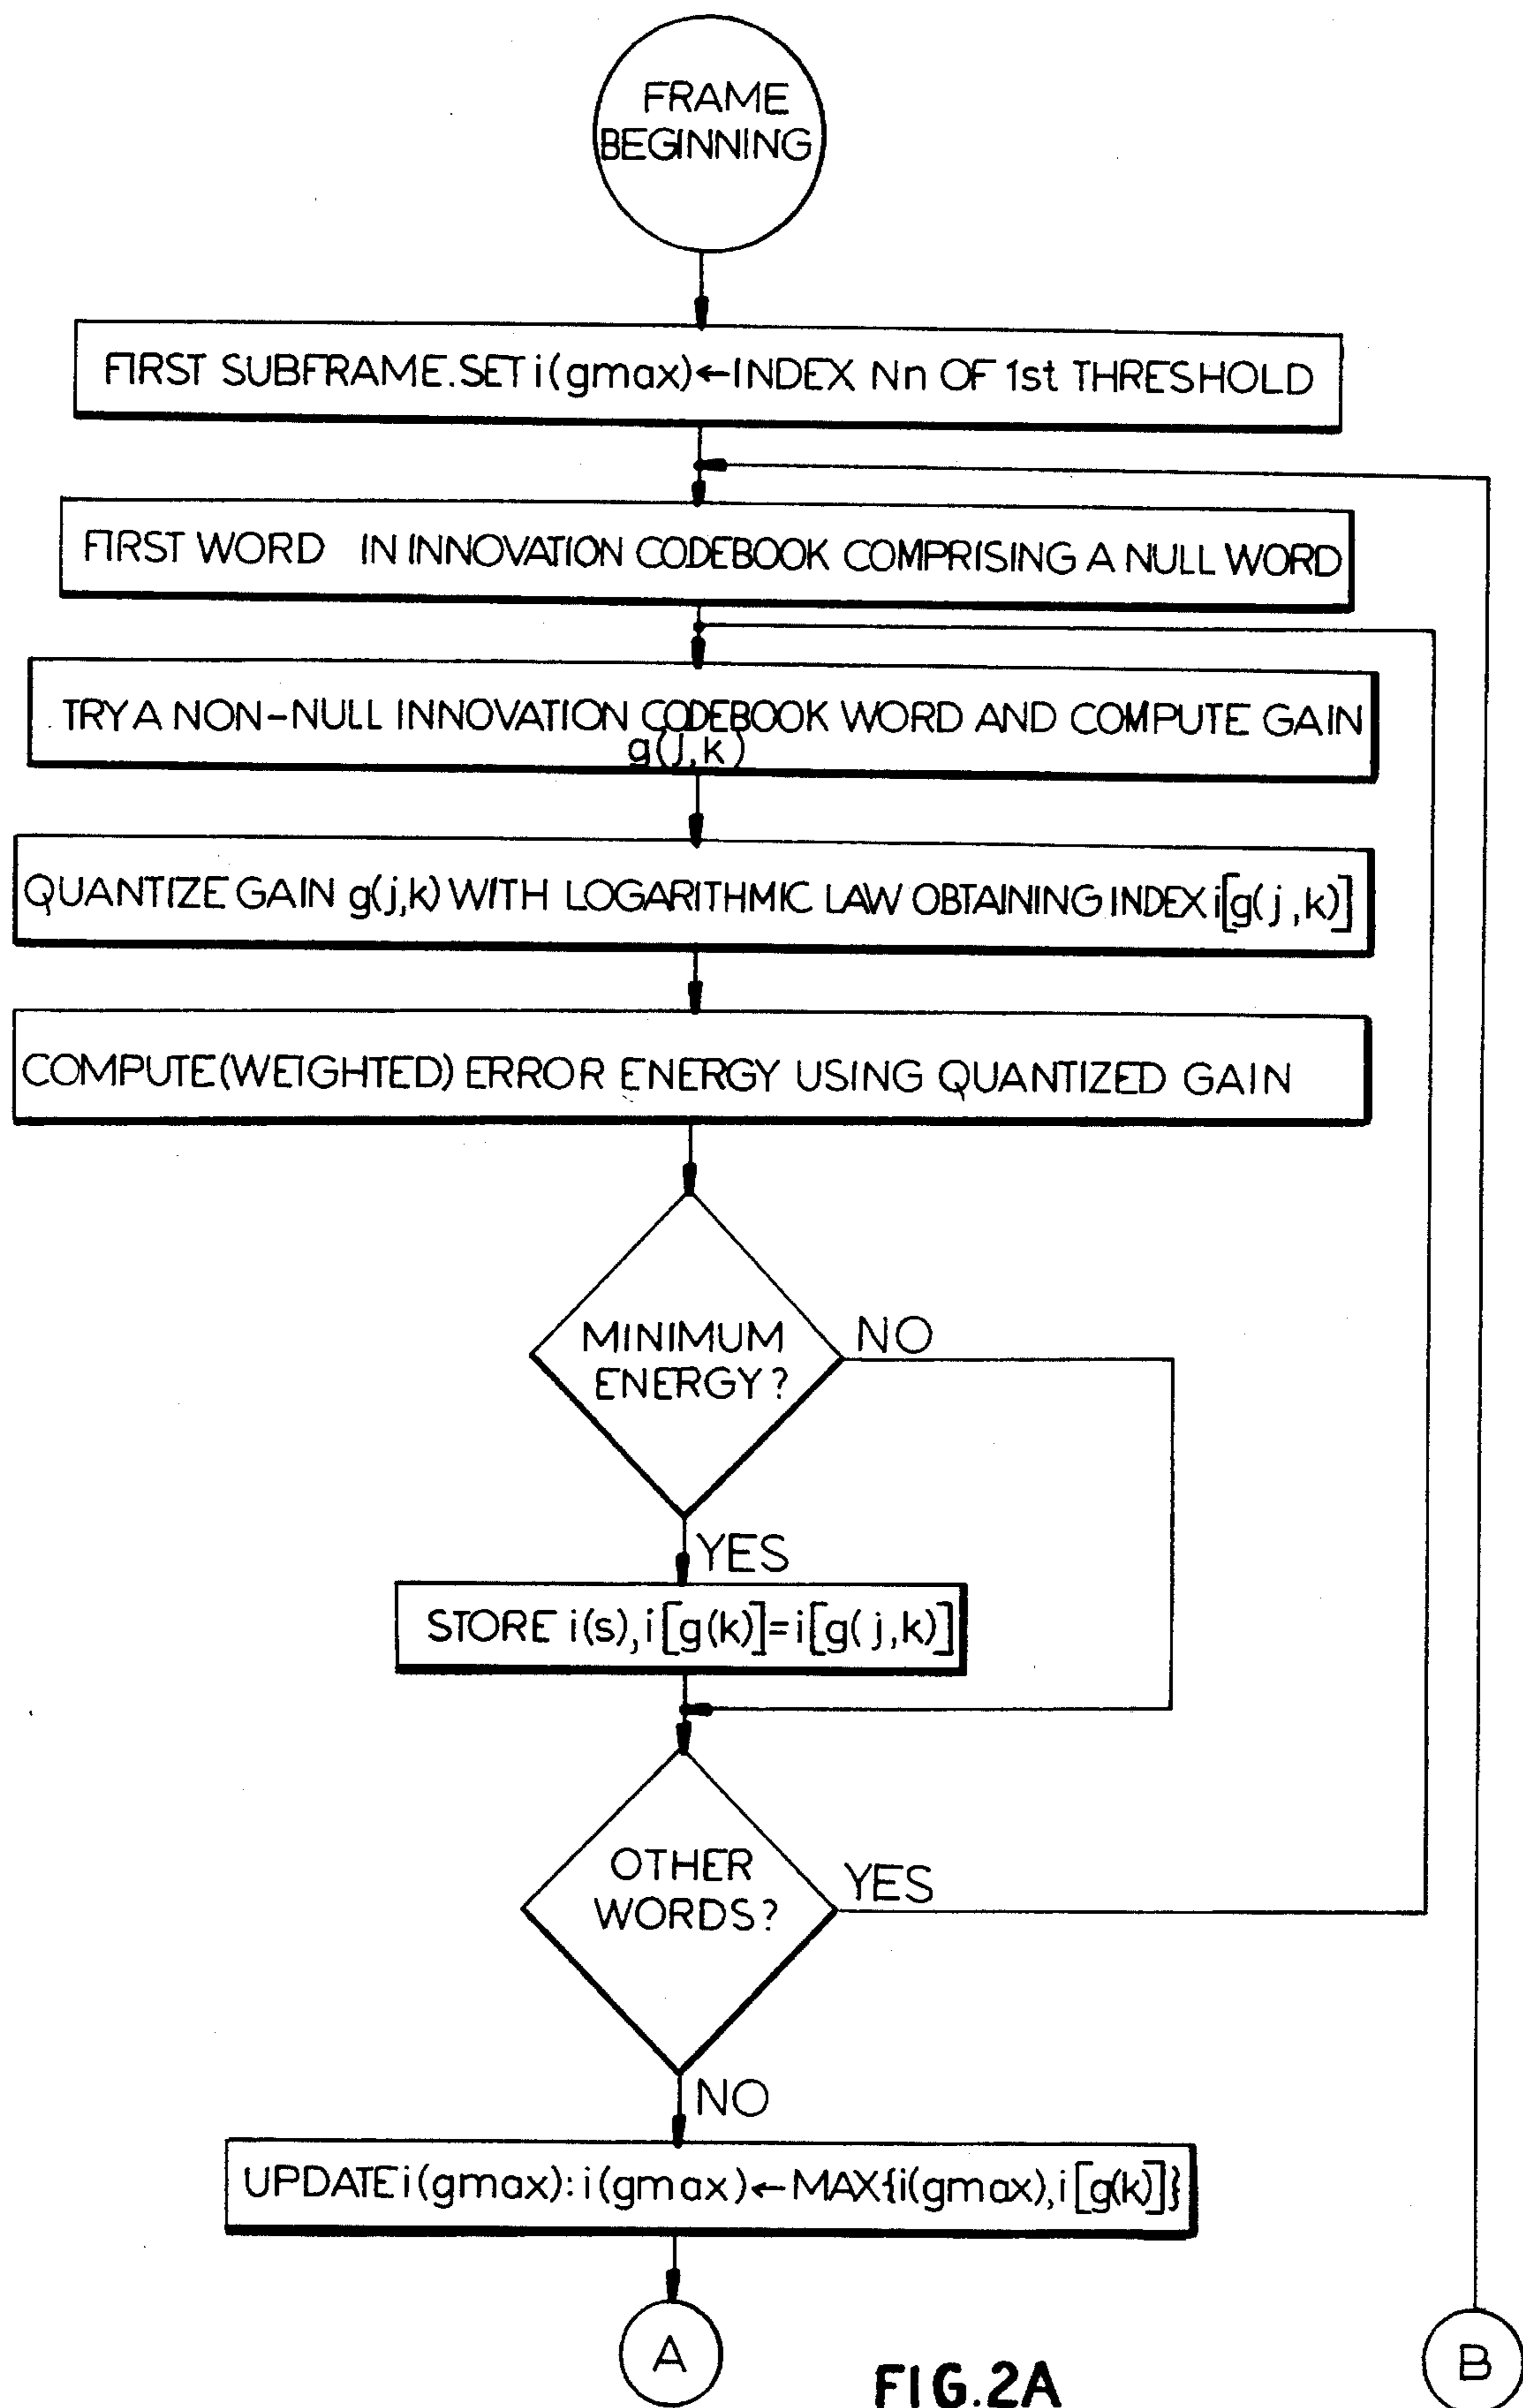 FRAME
BEGINNING
FIRST SUBFRAME.SET i(gmax)←INDEX Nn OF 1st THRESHOLD
FIRST WORD IN INNOVATION CODEBOOK COMPRISING A NULL WORD
TRY A NON-NULL INNOVATION CODEBOOK WORD AND COMPUTE GAIN
g(j,k)
QUANTIZE GAIN g(j,k) WITH LOGARITHMIC LAW OBTAINING INDEX i[g(j,k)]
COMPUTE(WEIGHTED) ERROR ENERGY USING QUANTIZED GAIN
MINIMUM
ENERGY?
NO
YES
STORE i(s),i[g(k)]=i[g(j,k)]
OTHER
WORDS?
YES
NO
UPDATE i(gmax):i(gmax)←MAX{i(gmax),i[g(k)]}
A
B
FIG.2A